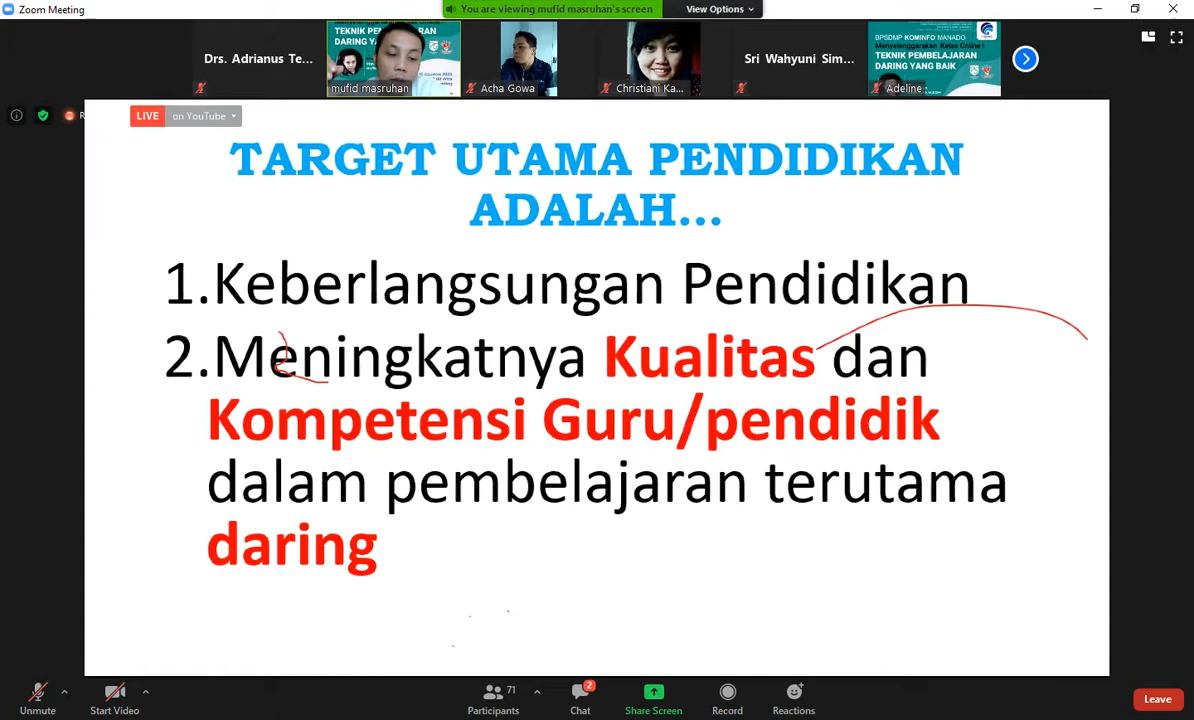 Zoom Meeting
You are viewing mufid masruhan's screen
View Options
Drs. Adrianus Te...
TEKNIK PEMBELAJARAN
DARING YA
mufid masruhan
Acha Gowa
Christiani Ka...
Sri Wahyuni Sim...
BPSDMP KOMINFO MANADO
Menyelenggarakan Kelas Online !
TEKNIK PEMBELAJARAN
DARING YANG BAIK
Adeline
R
LIVE on YouTube
TARGET UTAMA PENDIDIKAN
ADALAH...
1.Keberlangsungan Pendidikan
2.Meningkatnya Kualitas dan
Kompetensi Guru/pendidik
dalam pembelajaran terutama
daring
Unmute
Start Video
Participants
71
Chat
2
Share Screen
Record
Reactions
Leave